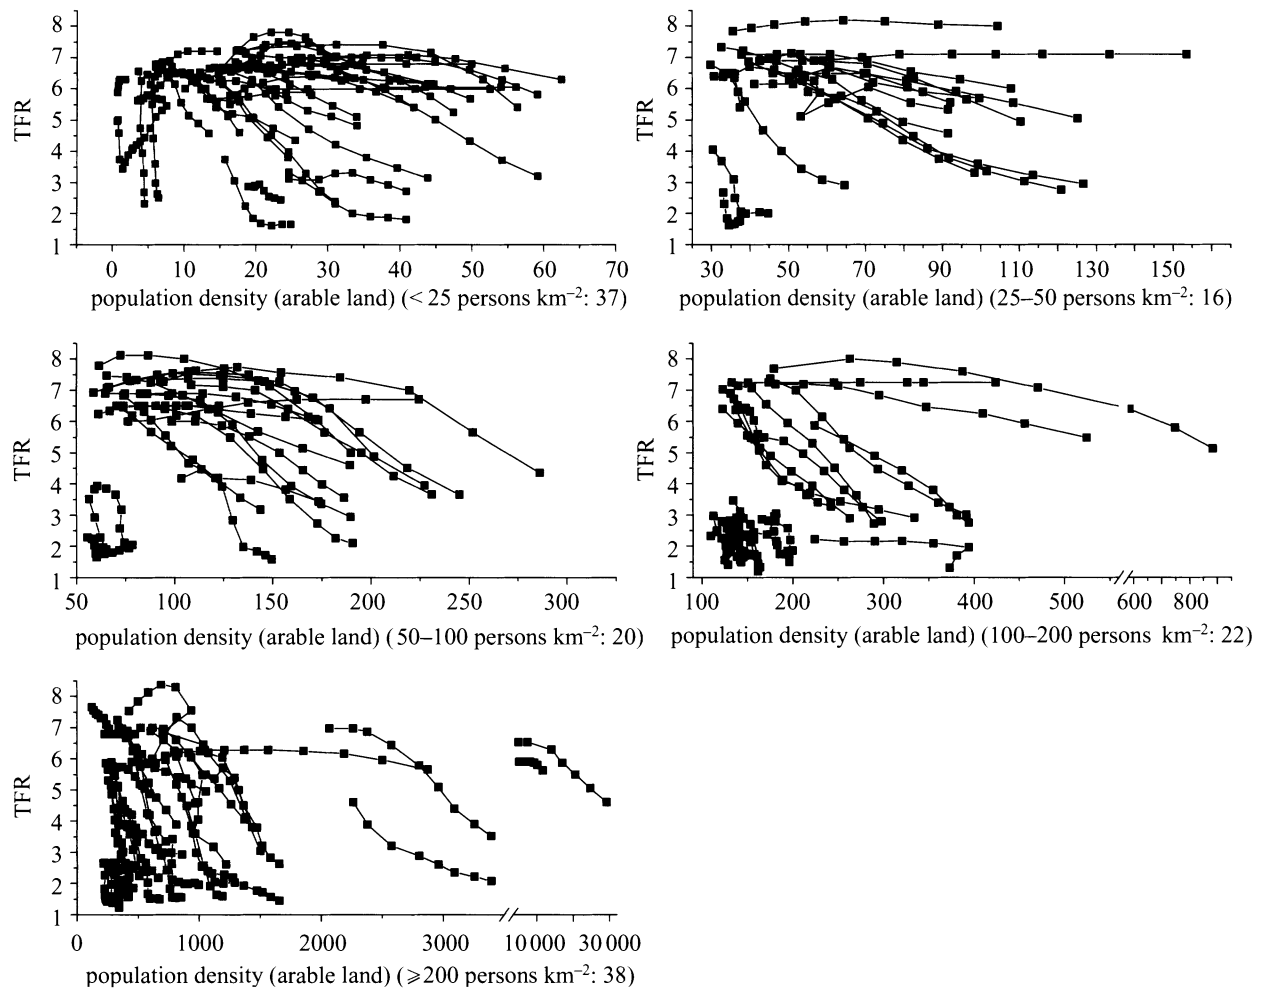 8
7
6
5
4
3
2
1
TFR
0 10 20 30 40 50 60 70
population density (arable land) (< 25 persons km⁻²: 37)
8
7
6
5
4
3
2
1
TFR
30 50 70 90 110 130 150
population density (arable land) (25–50 persons km⁻²: 16)
8
7
6
5
4
3
2
1
TFR
50 100 150 200 250 300
population density (arable land) (50–100 persons km⁻²: 20)
8
7
6
5
4
3
2
1
TFR
100 200 300 400 500 600 800
population density (arable land) (100–200 persons km⁻²: 22)
8
7
6
5
4
3
2
1
TFR
0 1000 2000 3000 10 000 30 000
population density (arable land) (⩾200 persons km⁻²: 38)